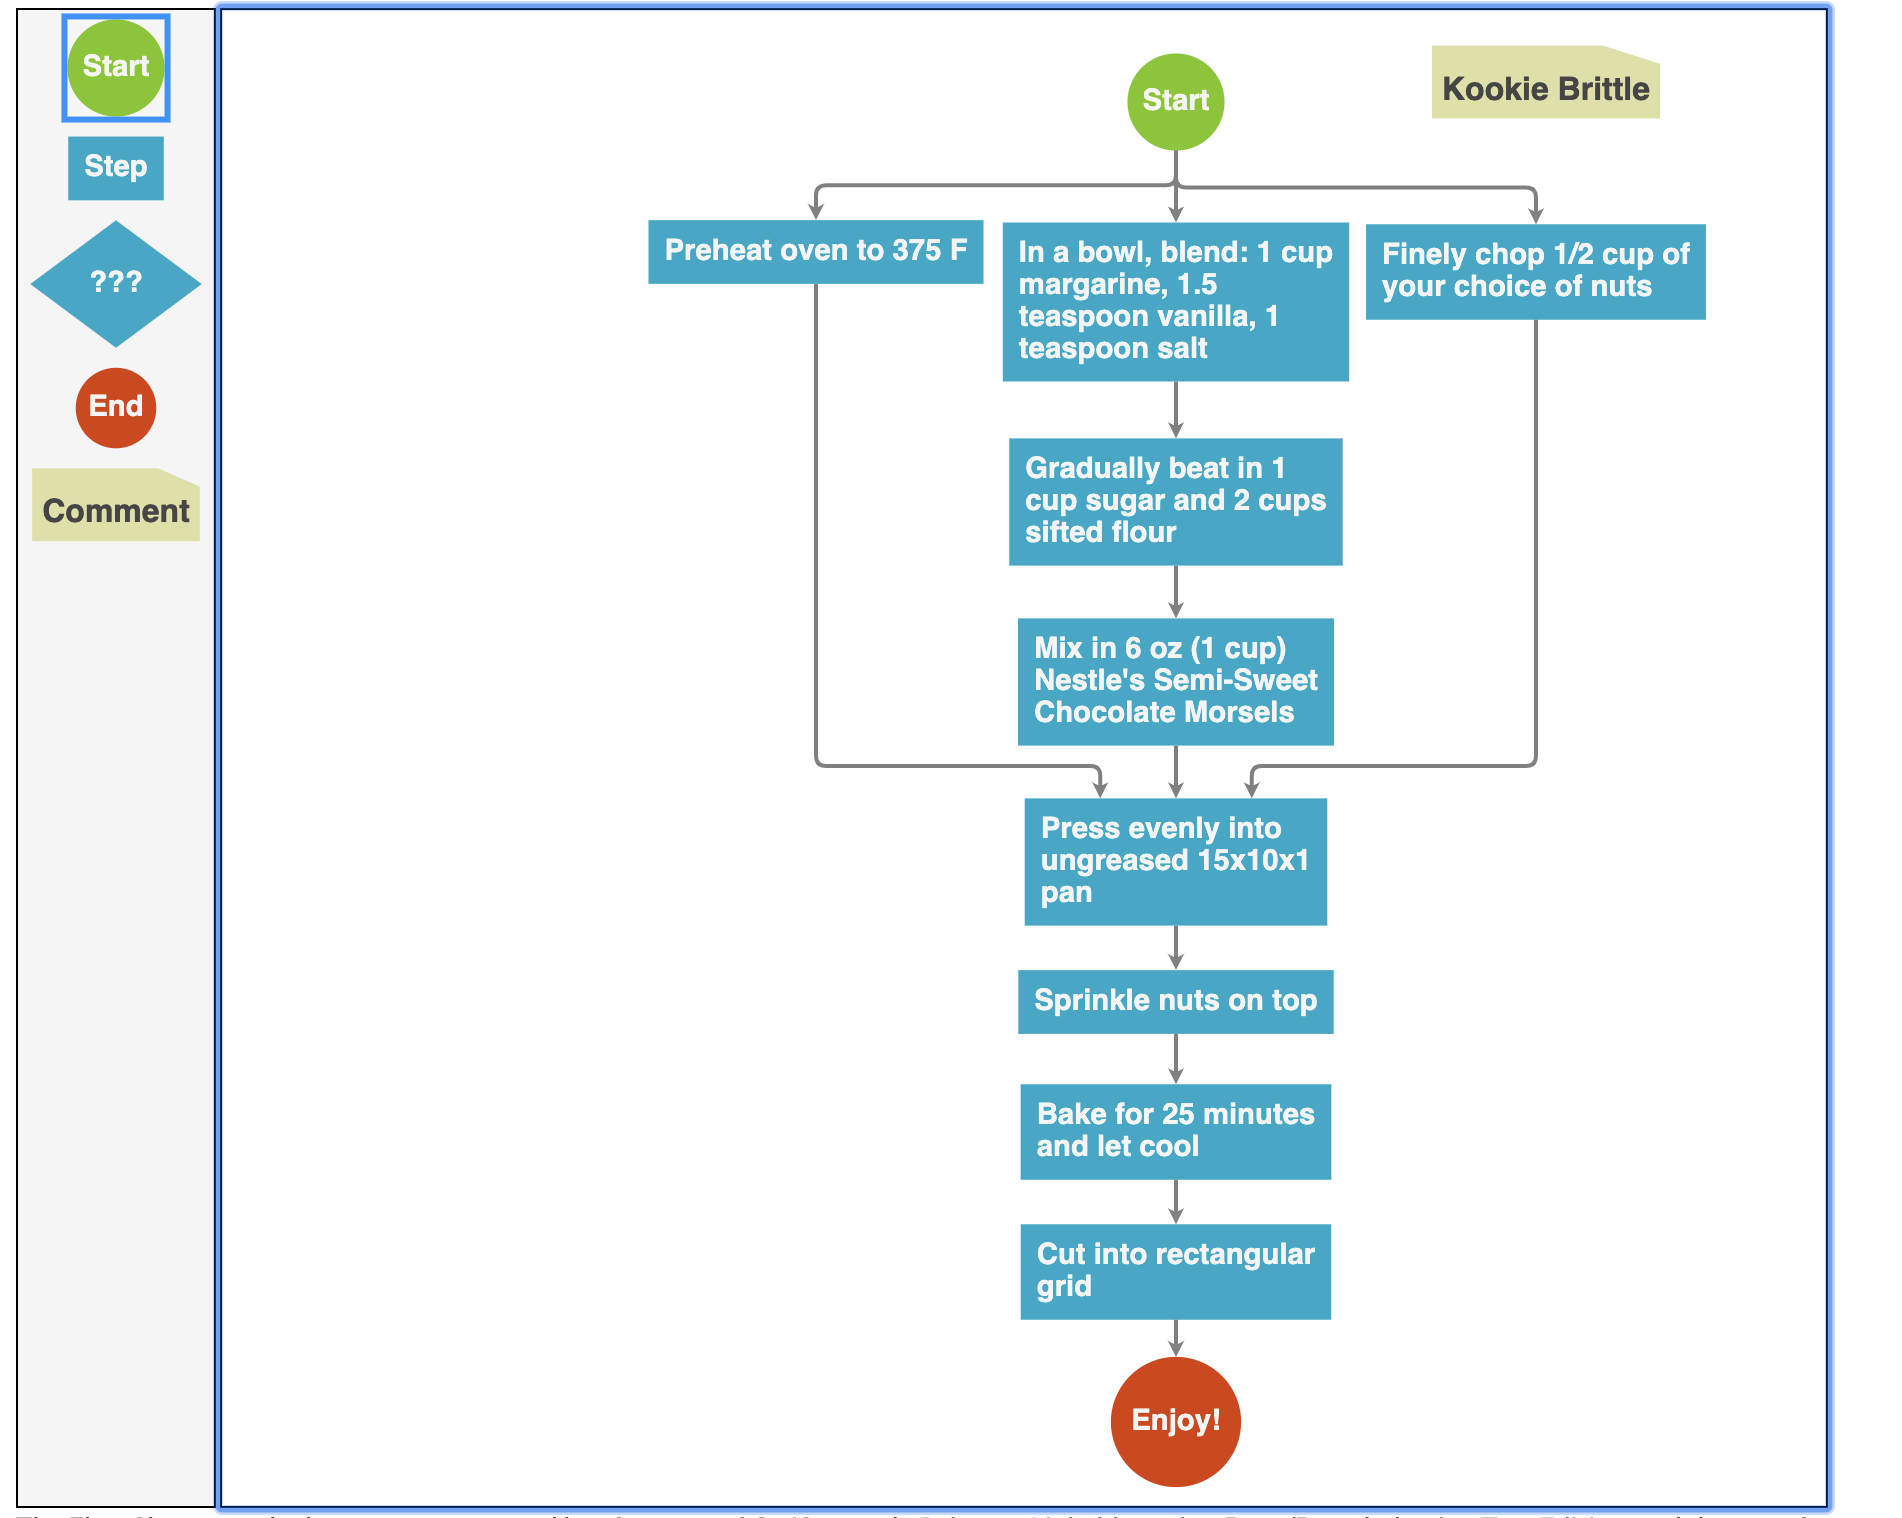 Start
Step
???
End
Comment
Start
Kookie Brittle
Preheat oven to 375 F
In a bowl, blend: 1 cup
margarine, 1.5
teaspoon vanilla, 1
teaspoon salt
Finely chop 1/2 cup of
your choice of nuts
Gradually beat in 1
cup sugar and 2 cups
sifted flour
Mix in 6 oz (1 cup)
Nestle's Semi-Sweet
Chocolate Morsels
Press evenly into
ungreased 15x10x1
pan
Sprinkle nuts on top
Bake for 25 minutes
and let cool
Cut into rectangular
grid
Enjoy!